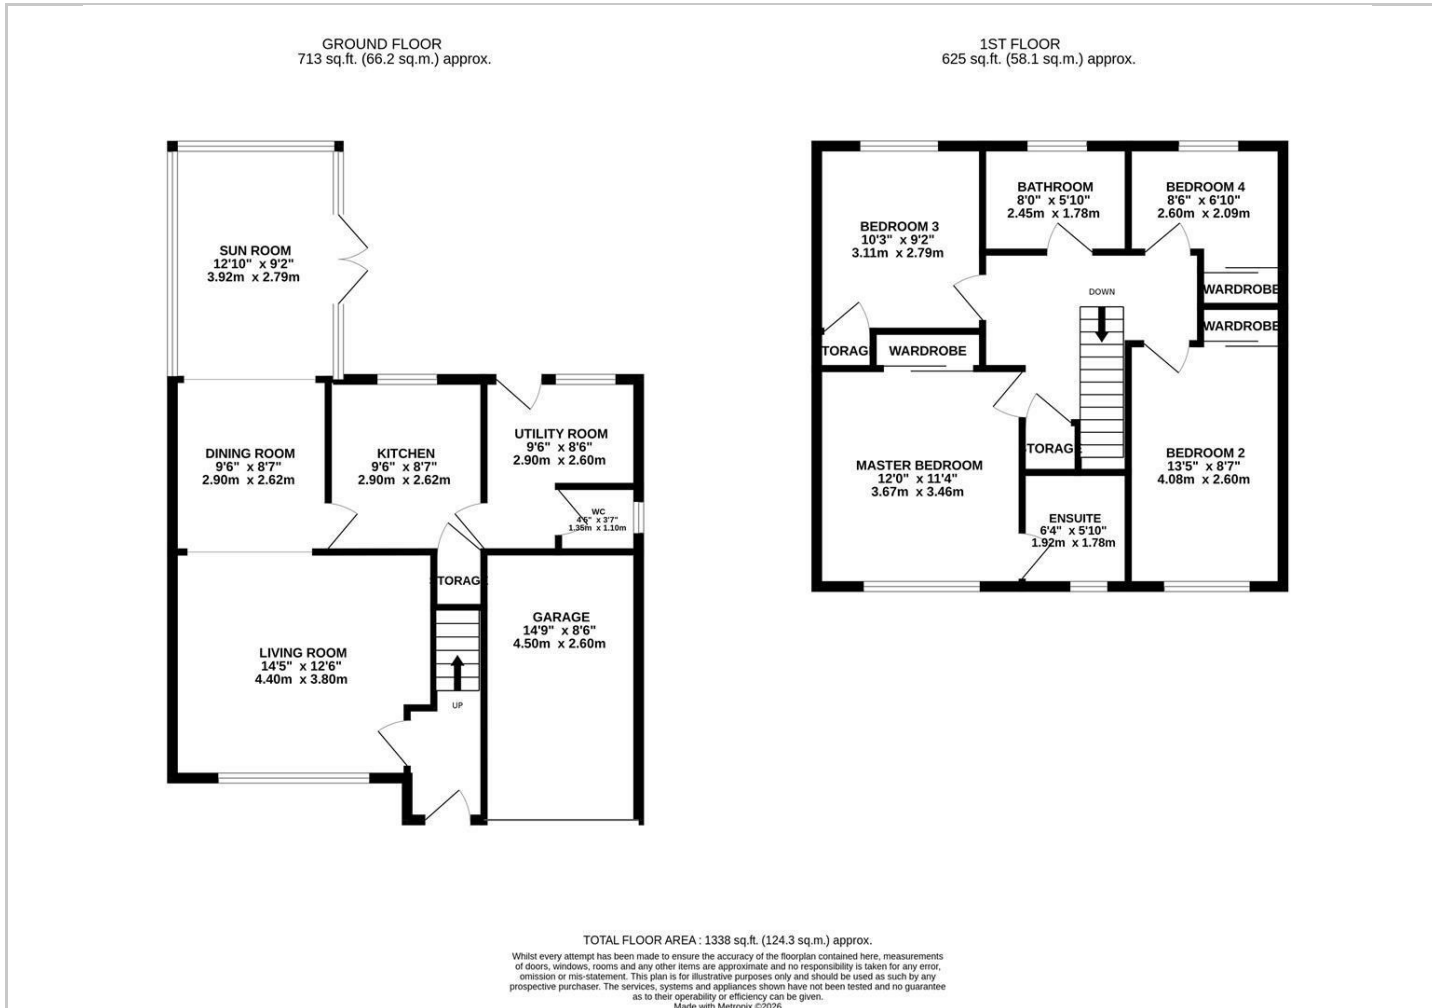 GROUND FLOOR
713 sq.ft. (66.2 sq.m.) approx.
1ST FLOOR
625 sq.ft. (58.1 sq.m.) approx.
SUN ROOM
12'10" x 9'2"
3.92m x 2.79m
DINING ROOM
9'6" x 8'7"
2.90m x 2.62m
KITCHEN
9'6" x 8'7"
2.90m x 2.62m
UTILITY ROOM
9'6" x 8'6"
2.90m x 2.60m
WC
4'5" x 3'7"
1.35m x 1.10m
STORAGE
LIVING ROOM
14'5" x 12'6"
4.40m x 3.80m
GARAGE
14'9" x 8'6"
4.50m x 2.60m
UP
BEDROOM 3
10'3" x 9'2"
3.11m x 2.79m
BATHROOM
8'0" x 5'10"
2.45m x 1.78m
BEDROOM 4
8'6" x 6'10"
2.60m x 2.09m
DOWN
WARDROBE
WARDROBE
STORAGE
WARDROBE
MASTER BEDROOM
12'0" x 11'4"
3.67m x 3.46m
STORAGE
BEDROOM 2
13'5" x 8'7"
4.08m x 2.60m
ENSUITE
6'4" x 5'10"
1.92m x 1.78m
TOTAL FLOOR AREA : 1338 sq.ft. (124.3 sq.m.) approx.
Whilst every attempt has been made to ensure the accuracy of the floorplan contained here, measurements
of doors, windows, rooms and any other items are approximate and no responsibility is taken for any error,
omission or mis-statement. This plan is for illustrative purposes only and should be used as such by any
prospective purchaser. The services, systems and appliances shown have not been tested and no guarantee
as to their operability or efficiency can be given.
Made with Metropix ©2026